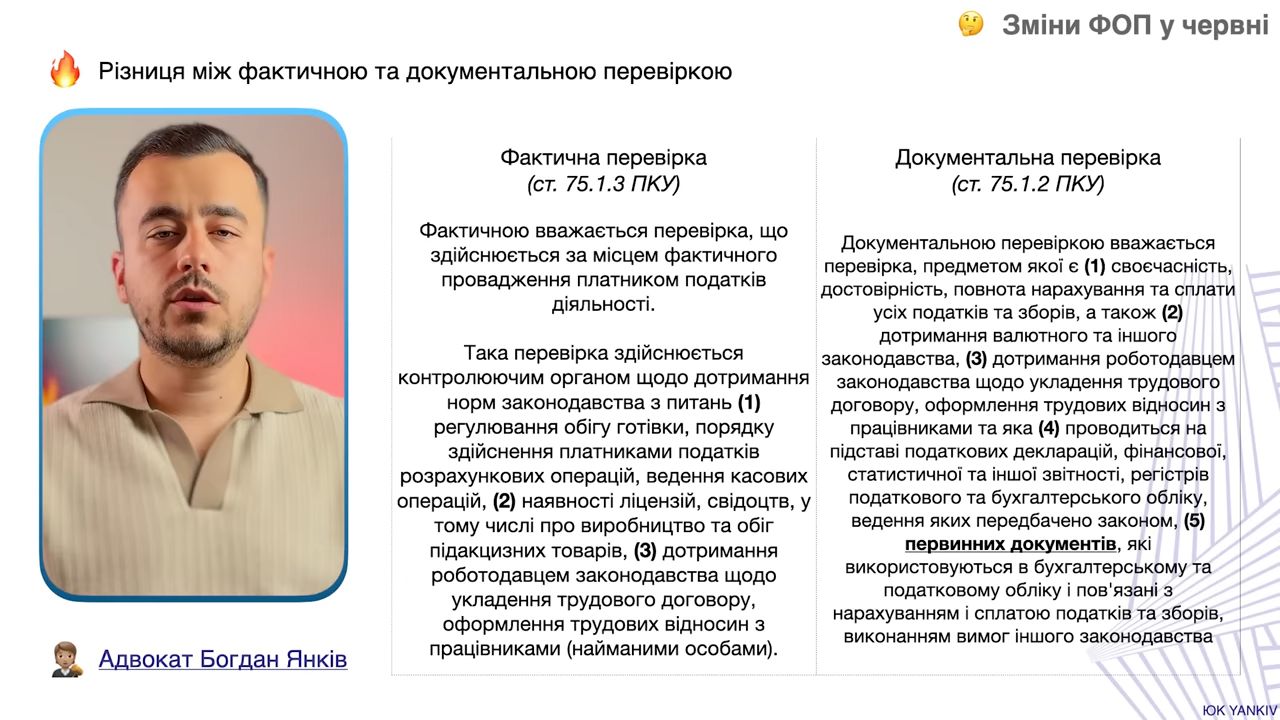 Зміни ФОП у червні
Різниця між фактичною та документальною перевіркою
Фактична перевірка
(ст. 75.1.3 ПКУ)
Фактичною вважається перевірка, що
здійснюється за місцем фактичного
провадження платником податків
діяльності.
Така перевірка здійснюється
контролюючим органом щодо дотримання
норм законодавства з питань (1)
регулювання обігу готівки, порядку
здійснення платниками податків
розрахункових операцій, ведення касових
операцій, (2) наявності ліцензій, свідоцтв, у
тому числі про виробництво та обіг
підакцизних товарів, (3) дотримання
роботодавцем законодавства щодо
укладення трудового договору,
оформлення трудових відносин з
працівниками (найманими особами).
Документальна перевірка
(ст. 75.1.2 ПКУ)
Документальною перевіркою вважається
перевірка, предметом якої є (1) своєчасність,
достовірність, повнота нарахування та сплати
усіх податків та зборів, а також (2)
дотримання валютного та іншого
законодавства, (3) дотримання роботодавцем
законодавства щодо укладення трудового
договору, оформлення трудових відносин з
працівниками та яка (4) проводиться на
підставі податкових декларацій, фінансової,
статистичної та іншої звітності, регістрів
податкового та бухгалтерського обліку,
ведення яких передбачено законом, (5)
первинних документів, які
використовуються в бухгалтерському та
податковому обліку і пов'язані з
нарахуванням і сплатою податків та зборів,
виконанням вимог іншого законодавства
Адвокат Богдан Янків
ЮК YANKIV